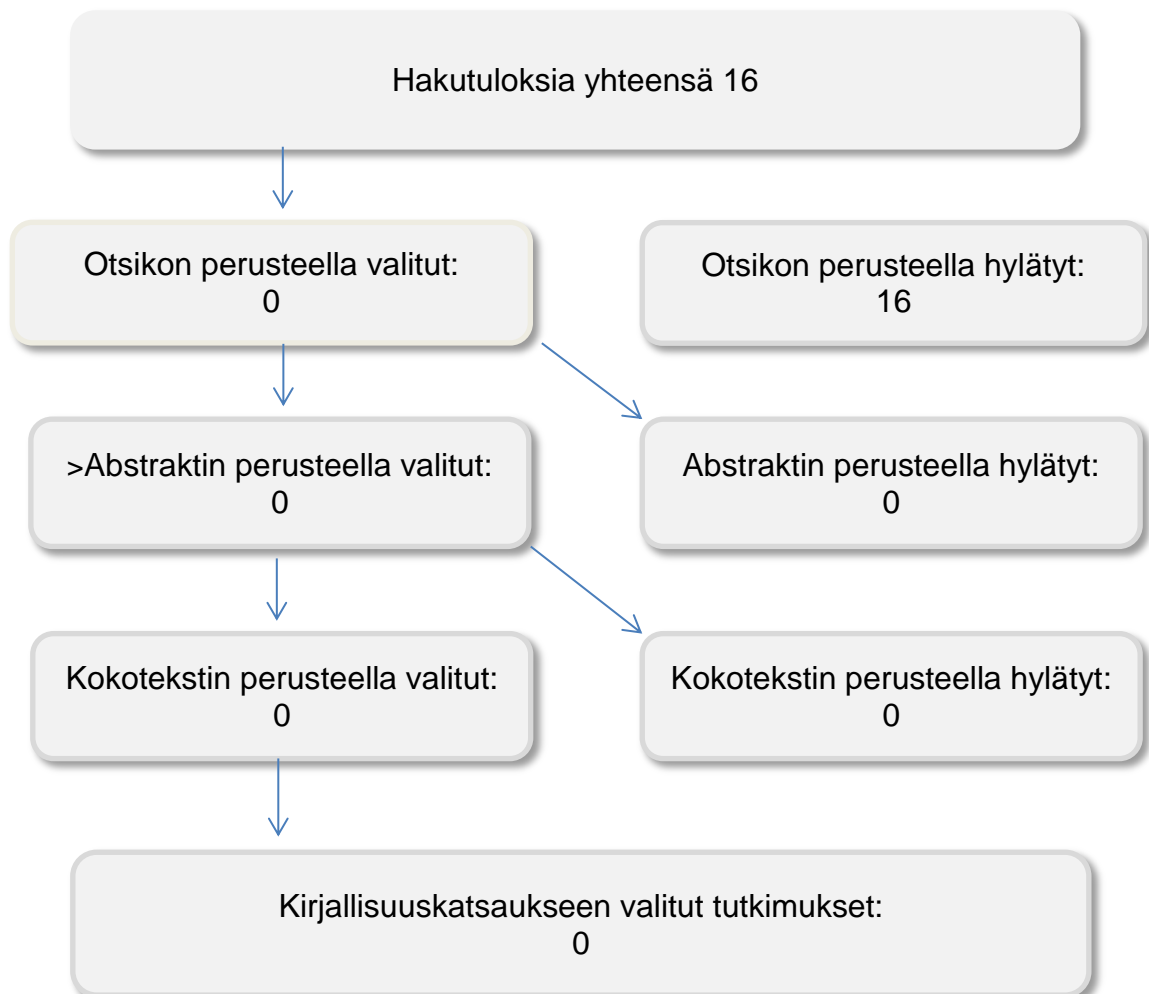 Hakutuloksia yhteensä 16
Otsikon perusteella valitut:
0
Otsikon perusteella hylätyt:
16
>Abstraktin perusteella valitut:
0
Abstraktin perusteella hylätyt:
0
Kokotekstin perusteella valitut:
0
Kokotekstin perusteella hylätyt:
0
Kirjallisuuskatsaukseen valitut tutkimukset:
0